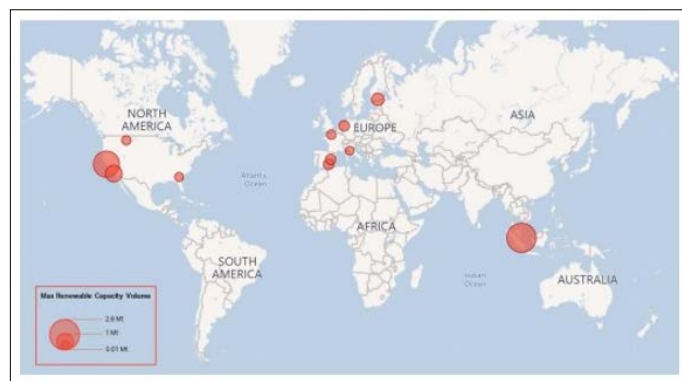 NORTH
AMERICA
EUROPE
ASIA
Atlantic
Ocean
AFRICA
SOUTH
AMERICA
Indian
Ocean
AUSTRALIA
Max Renewable Capacity Volume
2.8 Mt
1 Mt
0.01 Mt